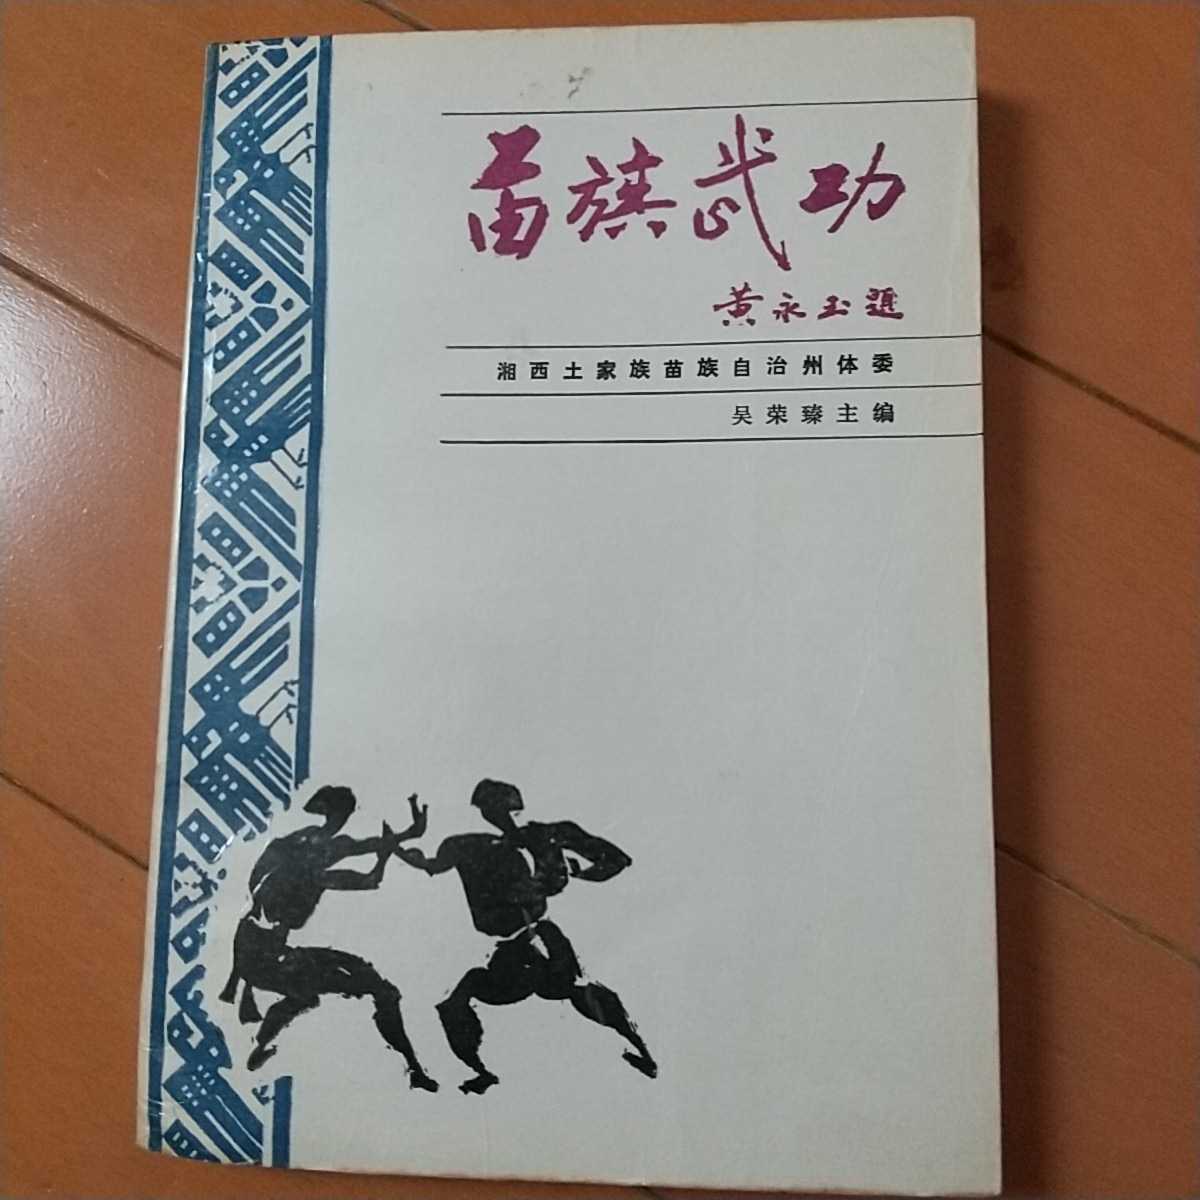 苗族武功
黄永玉题
湘西土家族苗族自治州体委
吴荣臻主编